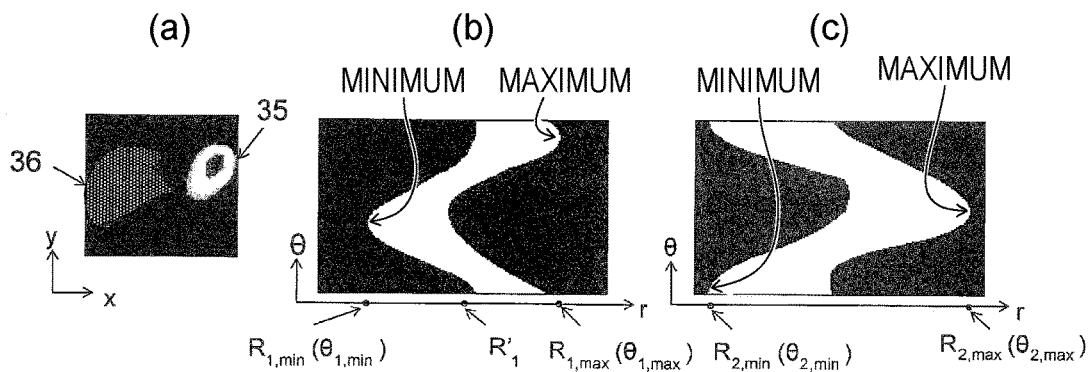 (a)
(b)
(c)
MINIMUM
MAXIMUM
MINIMUM
MAXIMUM
35
36
y
x
θ
r
θ
r
R1,min (θ1,min)
R'1
R1,max (θ1,max)
R2,min (θ2,min)
R2,max (θ2,max)